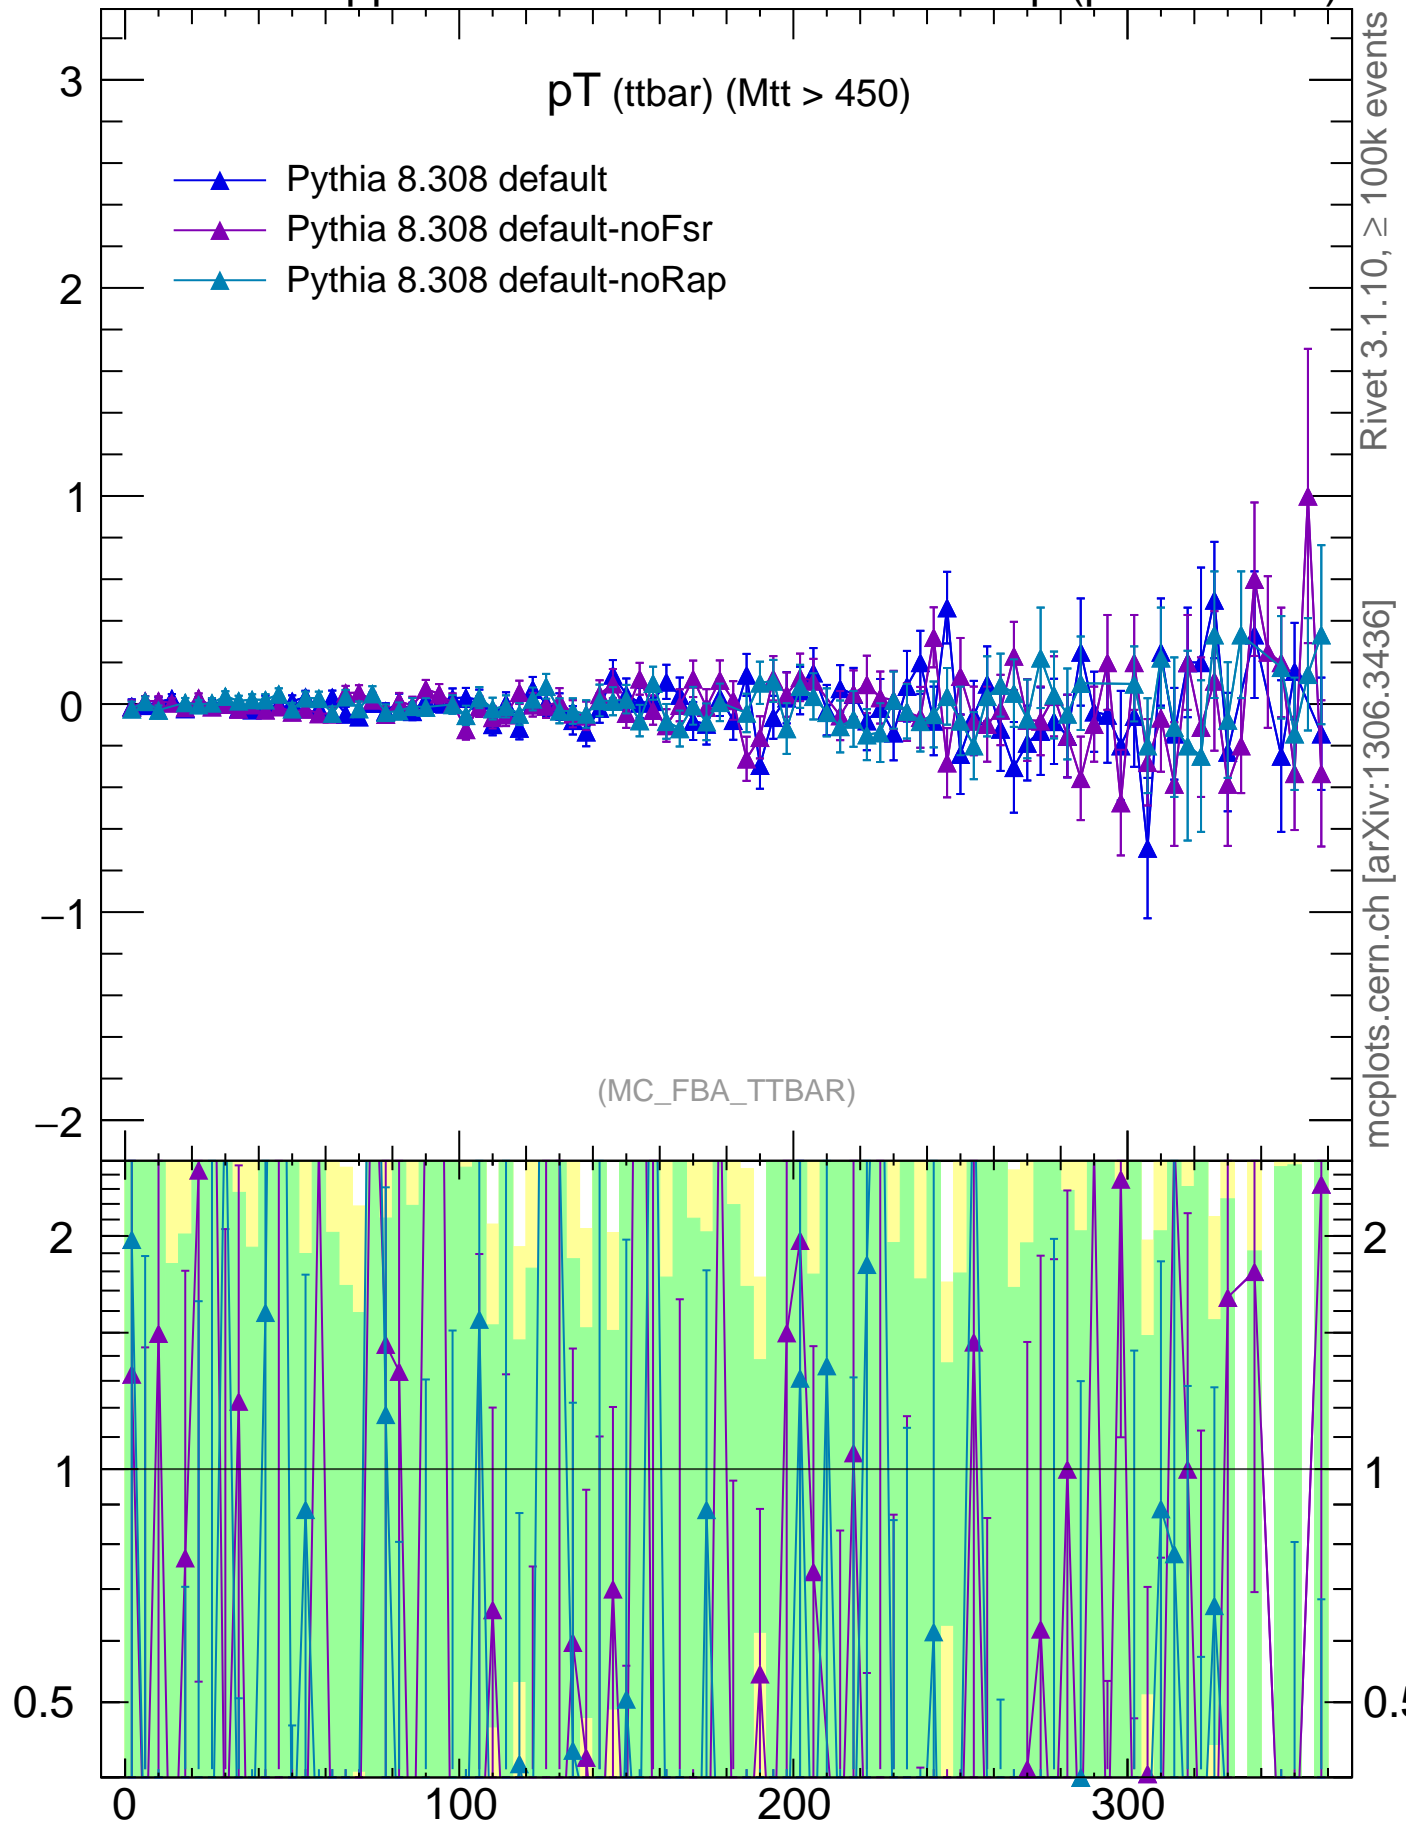 pT (ttbar) (Mtt > 450)
Pythia 8.308 default
Pythia 8.308 default-noFsr
Pythia 8.308 default-noRap
3
2
1
0
−1
−2
(MC_FBA_TTBAR)
Rivet 3.1.10, ≥ 100k events
mcplots.cern.ch [arXiv:1306.3436]
2
1
0.5
2
1
0.5
0
100
200
300